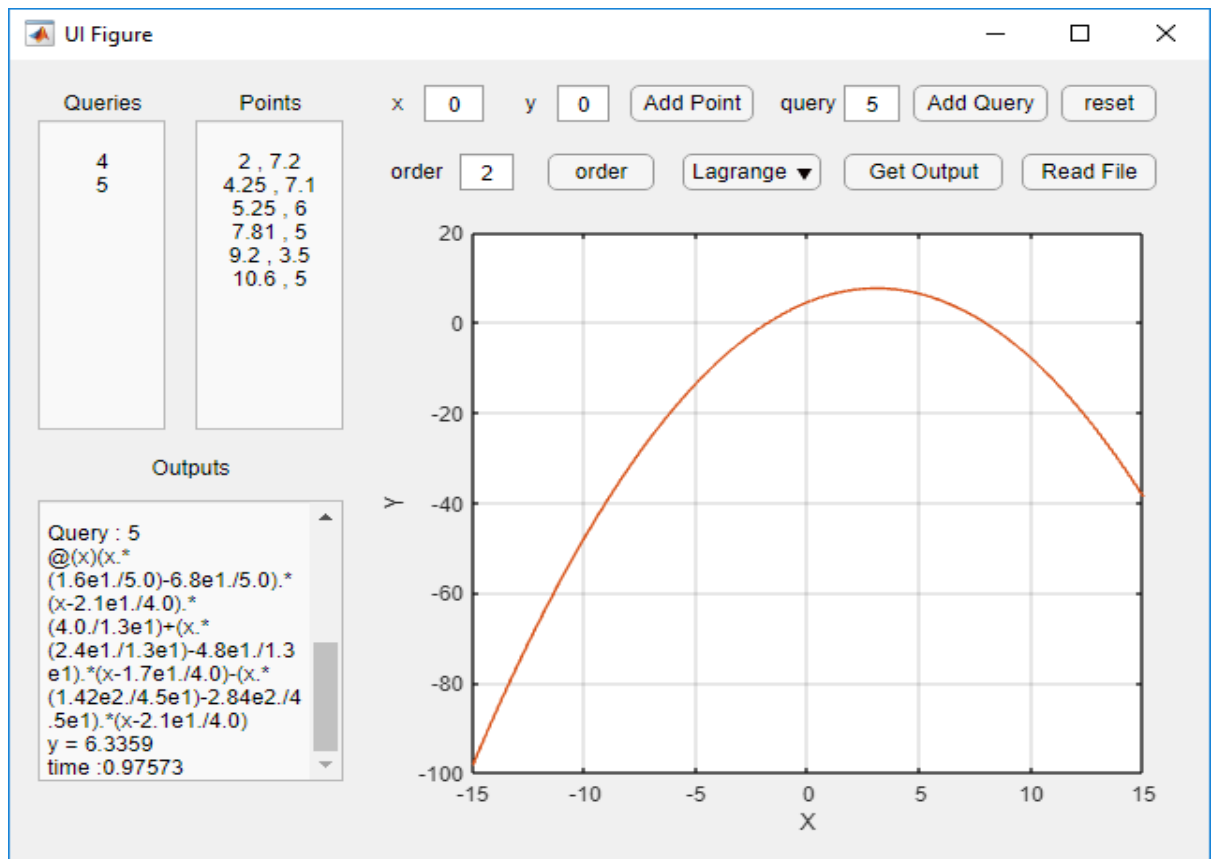 UI Figure
Queries Points x 0 y 0 Add Point query 5 Add Query reset
4
5
2 , 7.2
4.25 , 7.1
5.25 , 6
7.81 , 5
9.2 , 3.5
10.6 , 5
order 2 order Lagrange ▼ Get Output Read File
Outputs
Query : 5
@(x)(x.*
(1.6e1./5.0)-6.8e1./5.0).*
(x-2.1e1./4.0).*
(4.0./1.3e1)+(x.*
(2.4e1./1.3e1)-4.8e1./1.3
e1).*(x-1.7e1./4.0)-(x.*
(1.42e2./4.5e1)-2.84e2./4
.5e1).*(x-2.1e1./4.0)
y = 6.3359
time :0.97573
20
0
-20
-40
-60
-80
-100
Y
-15 -10 -5 0 5 10 15
X